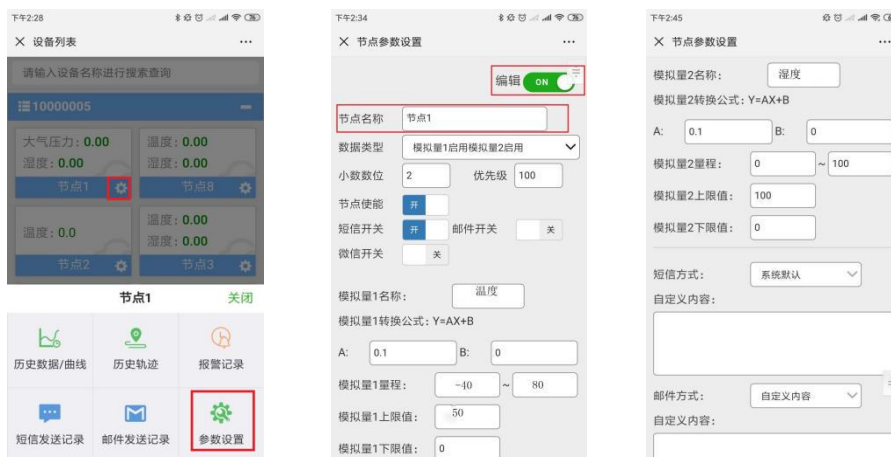 下午2:28
设备列表
请输入设备名称进行搜素查询
10000005
大气压力: 0.00
湿度: 0.00
节点1
温度: 0.00
湿度: 0.00
节点8
温度: 0.0
节点2
温度: 0.00
湿度: 0.00
节点3
节点1
关闭
历史数据/曲线
历史轨迹
报警记录
短信发送记录
邮件发送记录
参数设置
下午2:34
节点参数设置
编辑 ON
节点名称 节点1
数据类型 模拟量1启用模拟量2启用
小数数位 2 优先级 100
节点使能 开
短信开关 开 邮件开关 关
微信开关 关
模拟量1名称: 温度
模拟量1转换公式: Y=AX+B
A: 0.1 B: 0
模拟量1量程: -40 ~ 80
模拟量1上限值: 50
模拟量1下限值: 0
下午2:45
节点参数设置
模拟量2名称: 湿度
模拟量2转换公式: Y=AX+B
A: 0.1 B: 0
模拟量2量程: 0 ~ 100
模拟量2上限值: 100
模拟量2下限值: 0
短信方式: 系统默认
自定义内容:
邮件方式: 自定义内容
自定义内容: